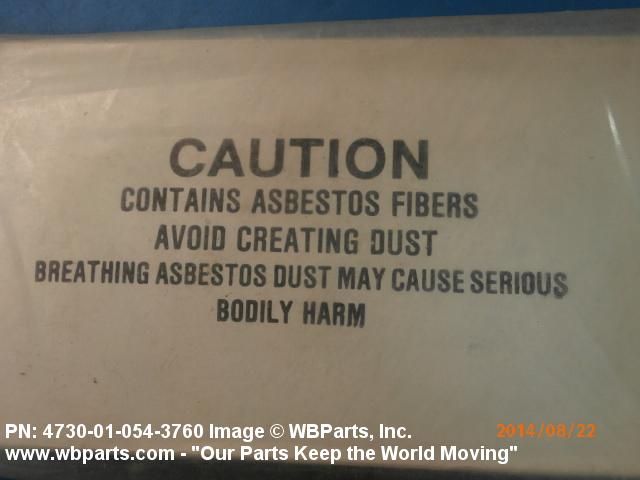 CAUTION
CONTAINS ASBESTOS FIBERS
AVOID CREATING DUST
BREATHING ASBESTOS DUST MAY CAUSE SERIOUS
BODILY HARM
PN: 4730-01-054-3760 Image © WBParts, Inc.
2014/08/22
www.wbparts.com - "Our Parts Keep the World Moving"